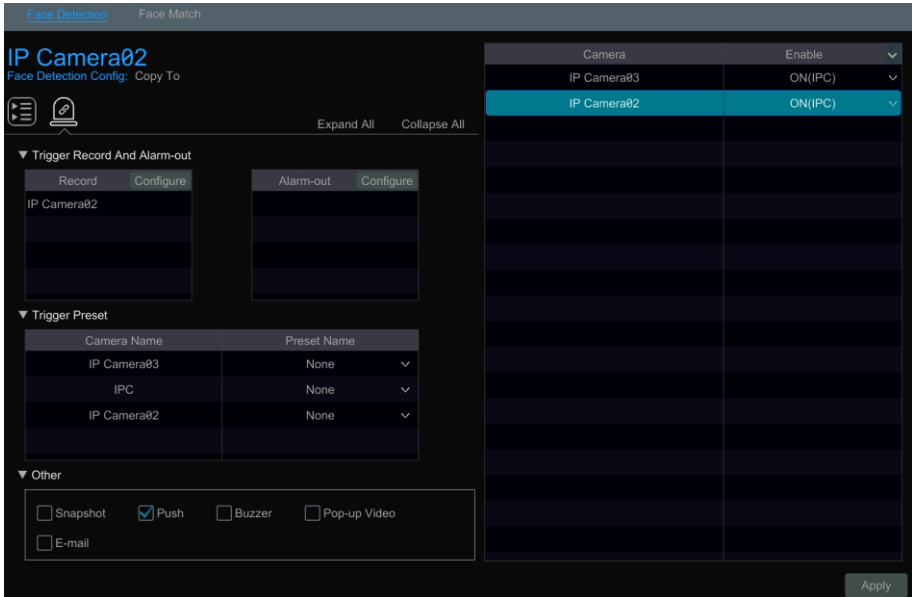 Face Detection Face Match
IP Camera02
Face Detection Config: Copy To
Expand All Collapse All
Trigger Record And Alarm-out
Record Configure
IP Camera02
Alarm-out Configure
Trigger Preset
Camera Name Preset Name
IP Camera03 None
IPC None
IP Camera02 None
Other
Snapshot Push Buzzer Pop-up Video
E-mail
Camera Enable
IP Camera03 ON(IPC)
IP Camera02 ON(IPC)
Apply